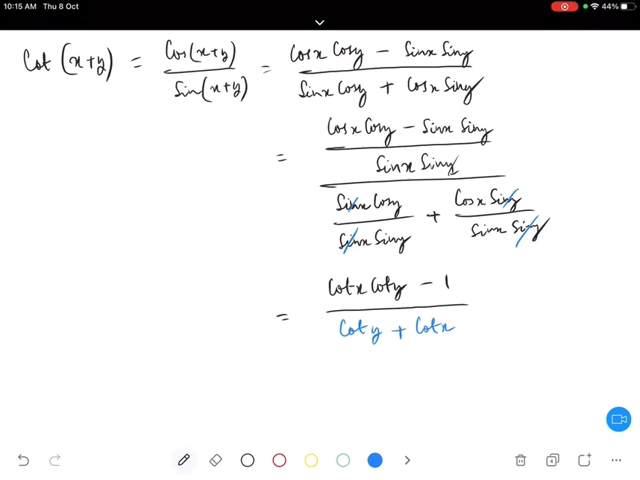 10:15 AM Thu 8 Oct 44%
Cot (x+y) = Cos(x+y) / Sin(x+y) = Cosx Cosy − Sinx Siny / Sinx Cosy + Cosx Siny
= Cosx Cosy − Sinx Siny / Sinx Siny / Sinx Cosy / Sinx Siny + Cosx Siny / Sinx Siny
= Cotx Coty − 1 / Coty + Cotx